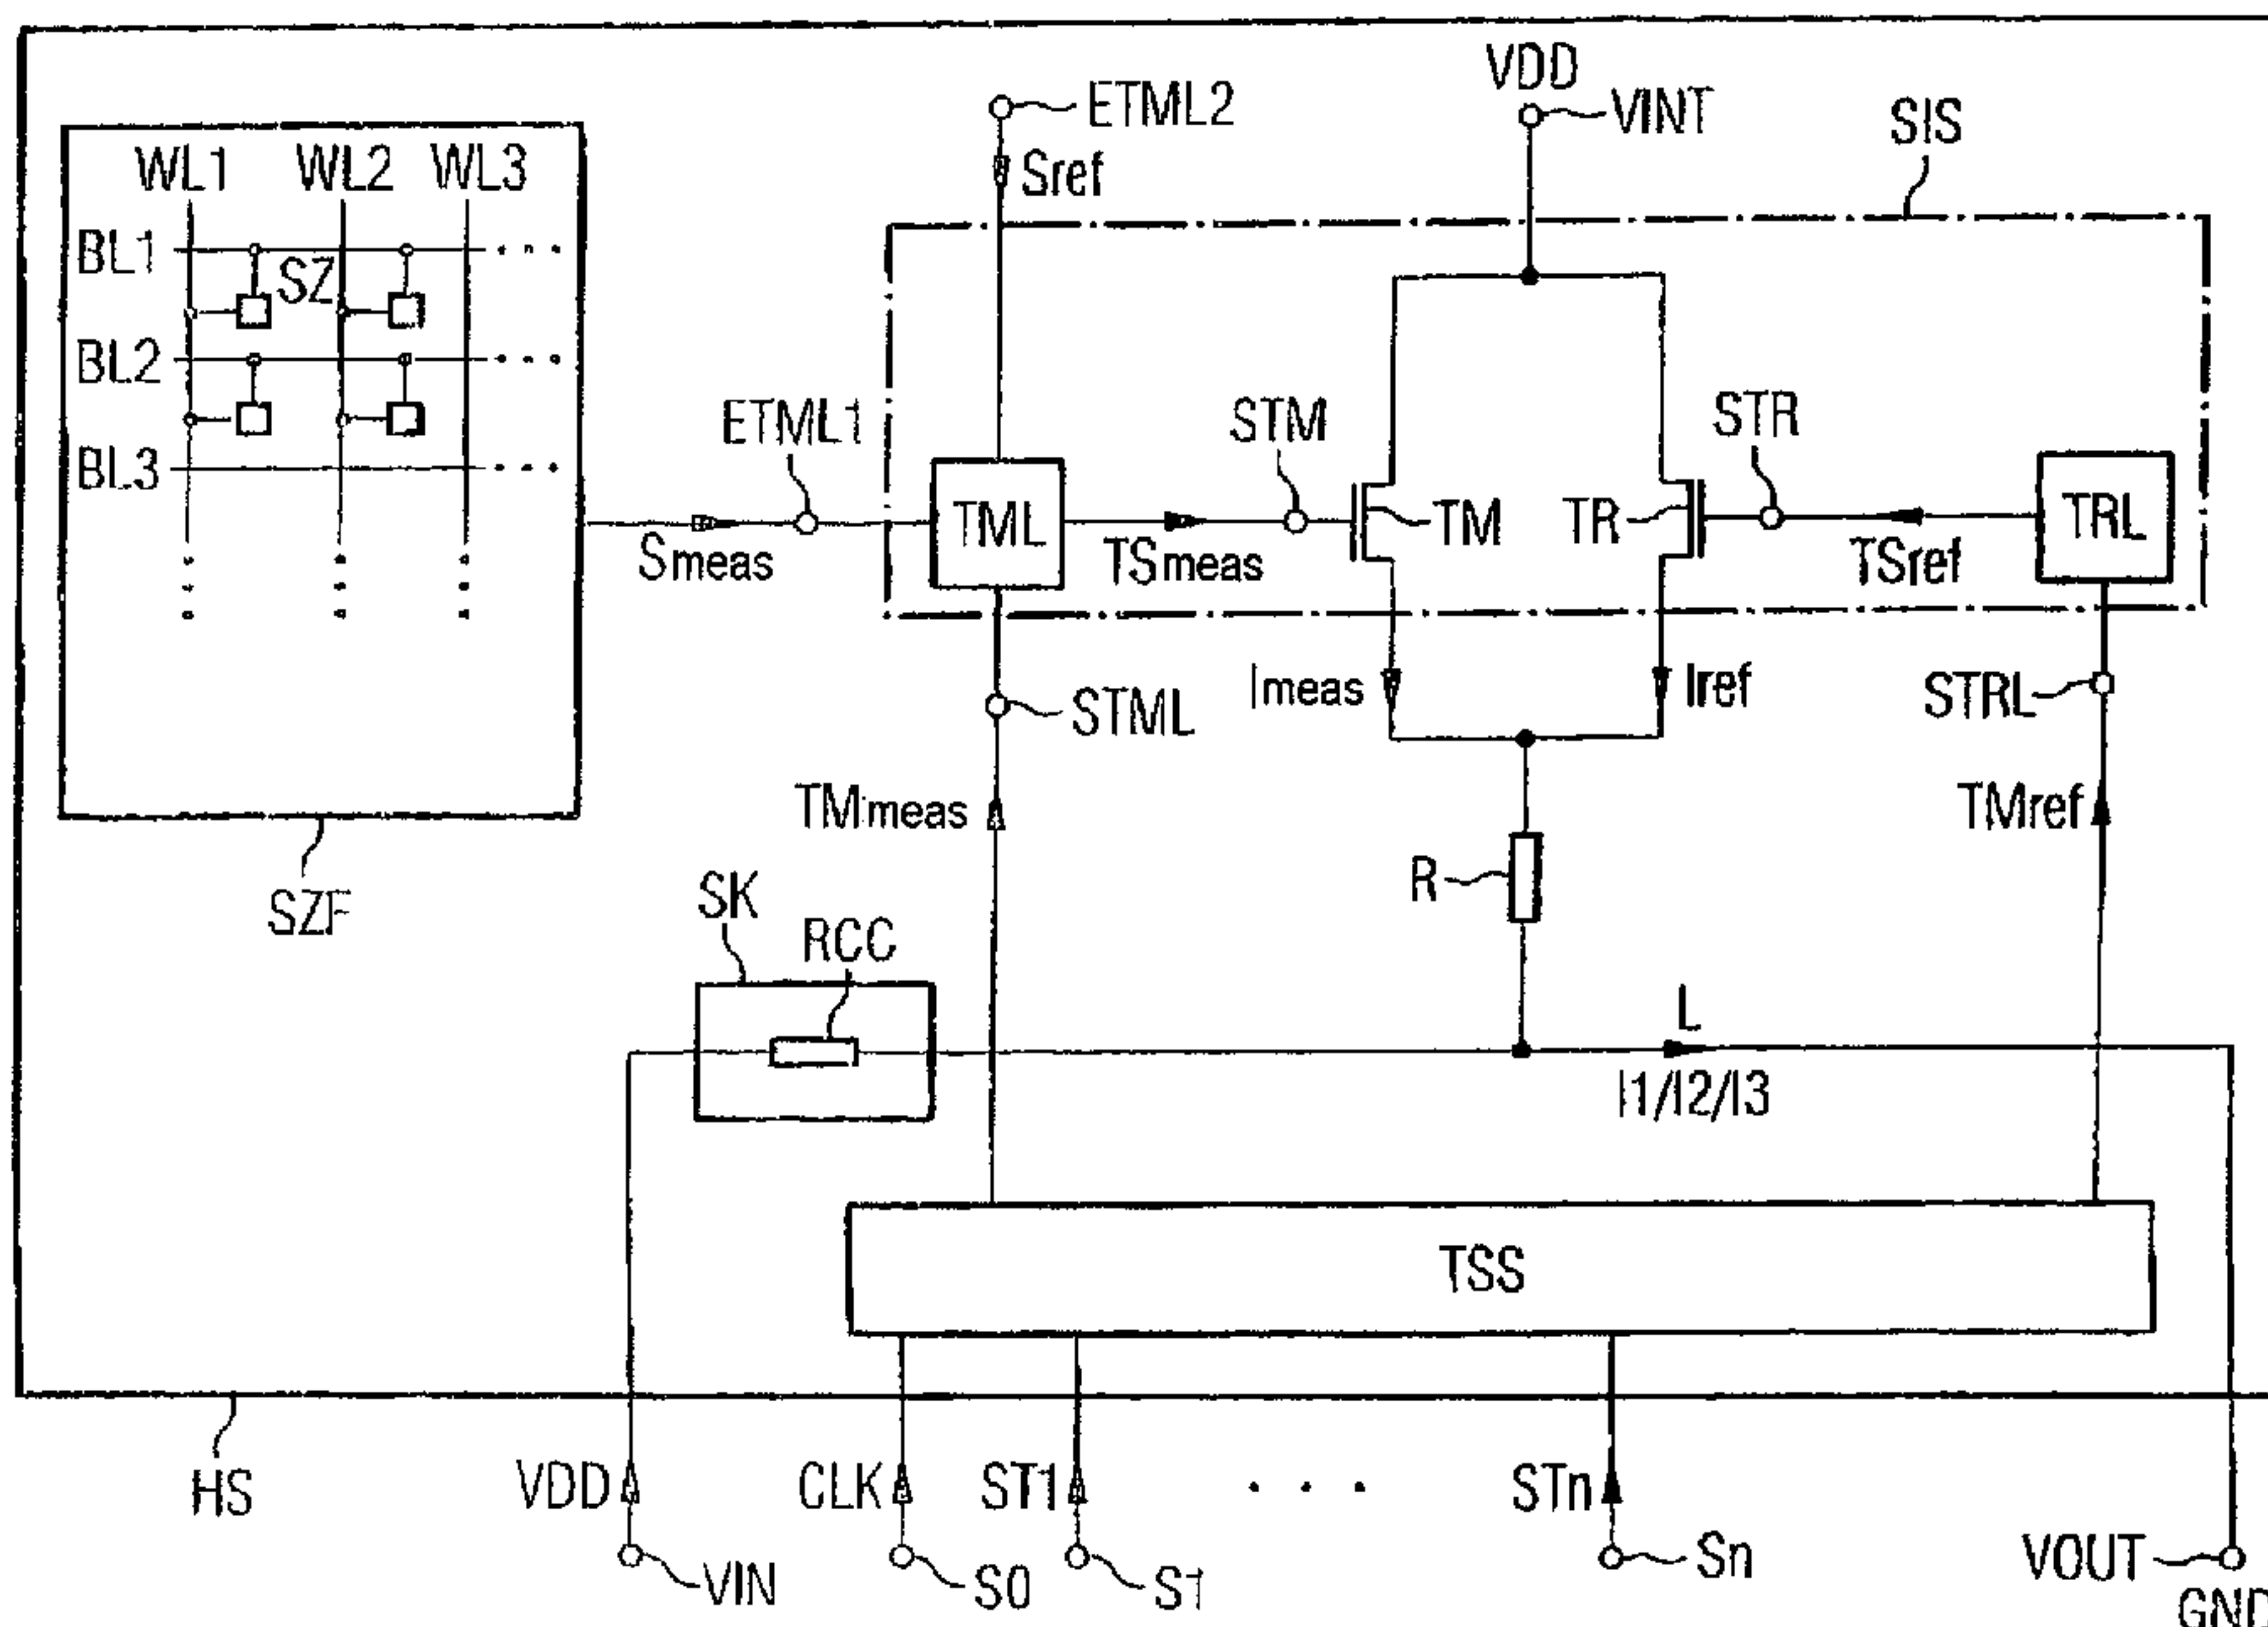 VDD
ETML2
VINT
SIS
WL1 WL2 WL3
Sref
BL1
SZ
BL2
ETML1
STM
STR
BL3
TML
TM
TR
TRL
Smeas
TSmeas
TSref
Imeas
Iref
STML
STRL
TMmeas
TMref
R
SZF
SK
RCC
L
I1/I2/I3
TSS
HS
VDD
CLK
ST1
. . .
STn
VIN
S0
S1
Sn
VOUT
GND